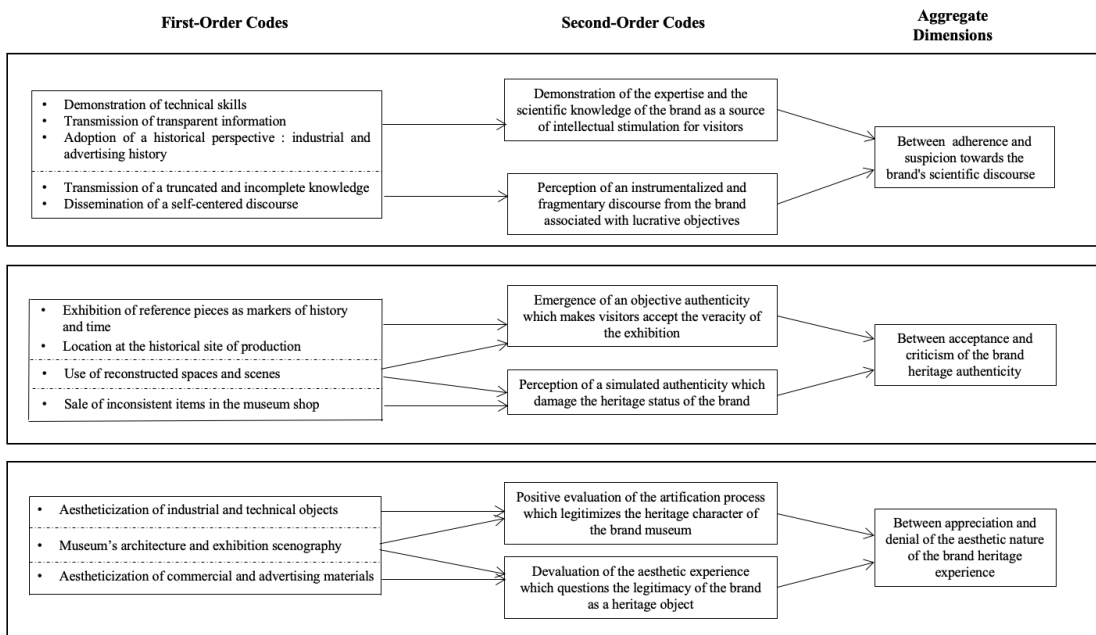 First-Order Codes
Second-Order Codes
Aggregate
Dimensions
• Demonstration of technical skills
• Transmission of transparent information
• Adoption of a historical perspective : industrial and
advertising history
• Transmission of a truncated and incomplete knowledge
• Dissemination of a self-centered discourse
Demonstration of the expertise and the
scientific knowledge of the brand as a source
of intellectual stimulation for visitors
Perception of an instrumentalized and
fragmentary discourse from the brand
associated with lucrative objectives
Between adherence and
suspicion towards the
brand's scientific discourse
• Exhibition of reference pieces as markers of history
and time
• Location at the historical site of production
• Use of reconstructed spaces and scenes
• Sale of inconsistent items in the museum shop
Emergence of an objective authenticity
which makes visitors accept the veracity of
the exhibition
Perception of a simulated authenticity which
damage the heritage status of the brand
Between acceptance and
criticism of the brand
heritage authenticity
• Aestheticization of industrial and technical objects
• Museum's architecture and exhibition scenography
• Aestheticization of commercial and advertising materials
Positive evaluation of the artification process
which legitimizes the heritage character of
the brand museum
Devaluation of the aesthetic experience
which questions the legitimacy of the brand
as a heritage object
Between appreciation and
denial of the aesthetic nature
of the brand heritage
experience